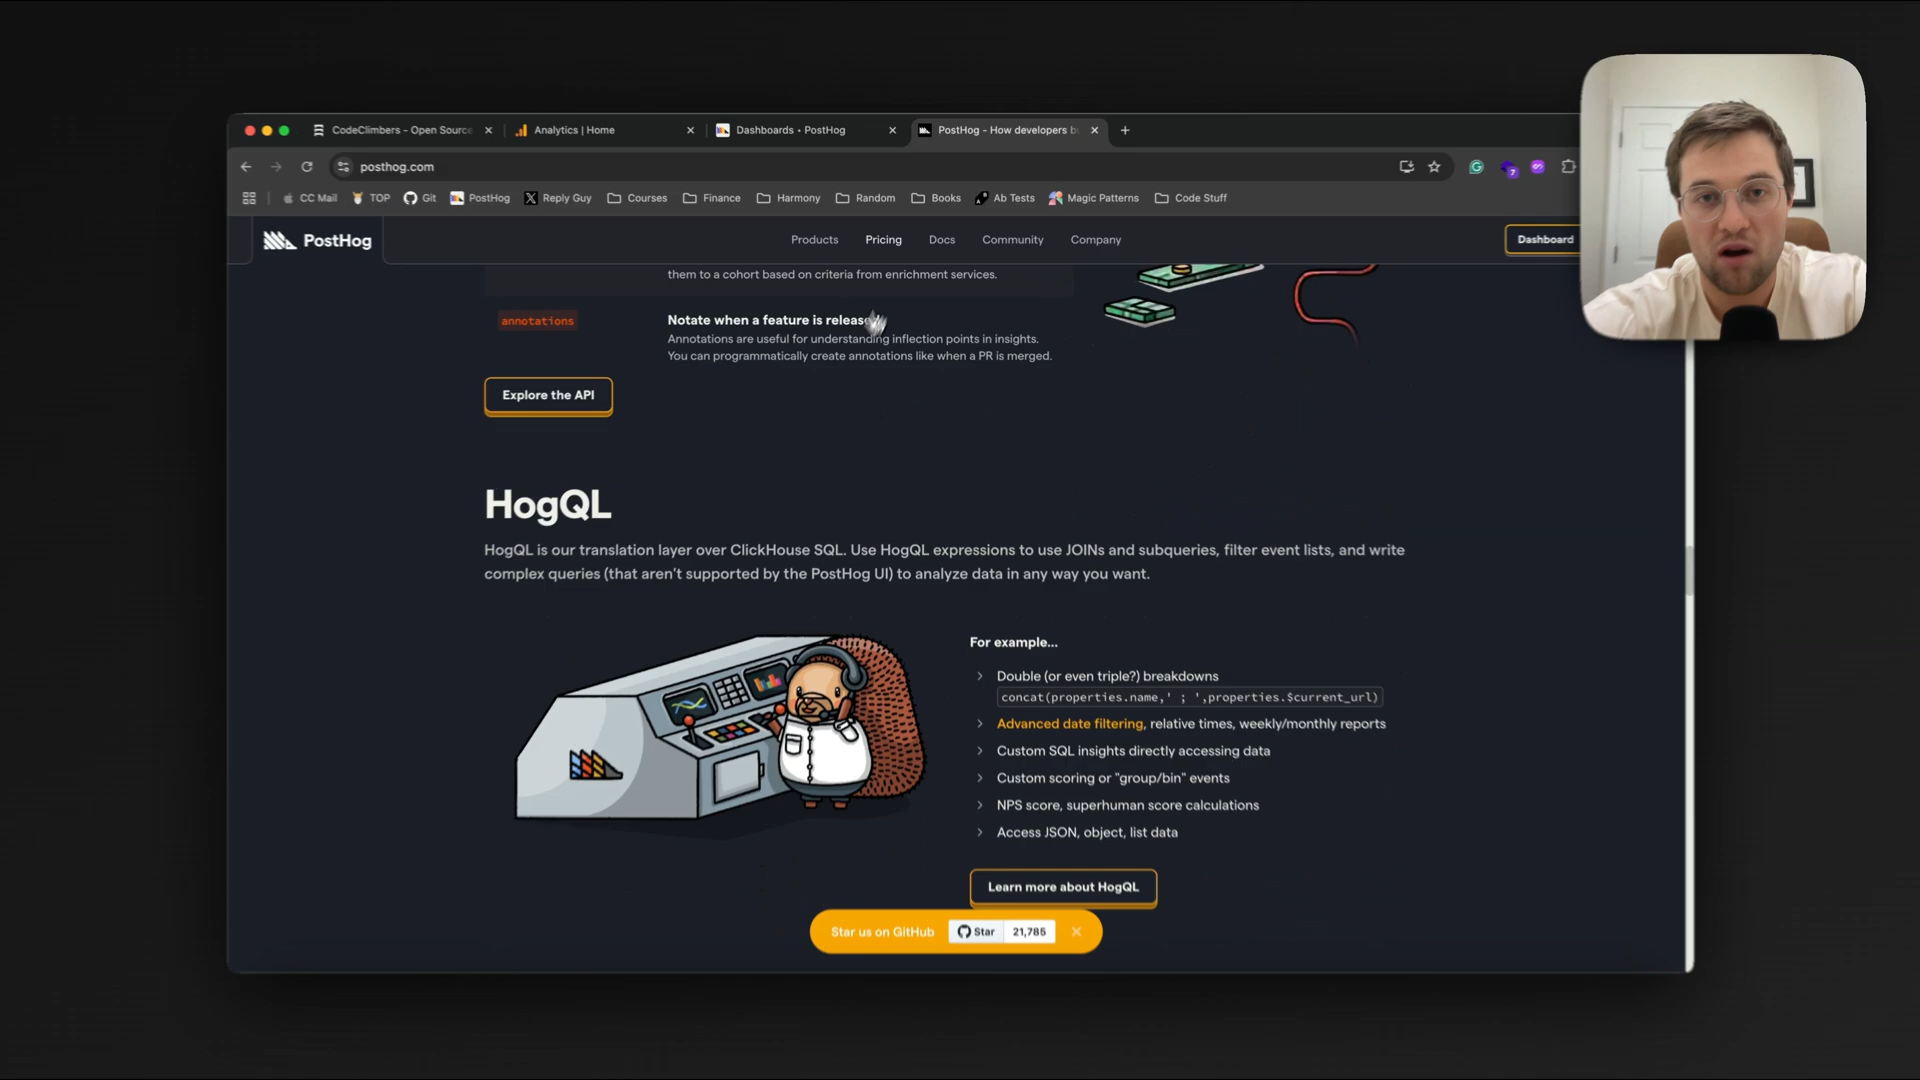 CodeClimbers - Open Source
Analytics | Home
Dashboards • PostHog
PostHog - How developers bu
posthog.com
7
CC Mail
TOP
Git
PostHog
Reply Guy
Courses
Finance
Harmony
Random
Books
Ab Tests
Magic Patterns
Code Stuff
PostHog
Products
Pricing
Docs
Community
Company
Dashboard
them to a cohort based on criteria from enrichment services.
annotations
Notate when a feature is release
Annotations are useful for understanding inflection points in insights.
You can programmatically create annotations like when a PR is merged.
Explore the API
HogQL
HogQL is our translation layer over ClickHouse SQL. Use HogQL expressions to use JOINs and subqueries, filter event lists, and write
complex queries (that aren't supported by the PostHog UI) to analyze data in any way you want.
For example...
Double (or even triple?) breakdowns
concat(properties.name,' ; ',properties.$current_url)
Advanced date filtering, relative times, weekly/monthly reports
Custom SQL insights directly accessing data
Custom scoring or "group/bin" events
NPS score, superhuman score calculations
Access JSON, object, list data
Learn more about HogQL
Star us on GitHub
Star
21,785